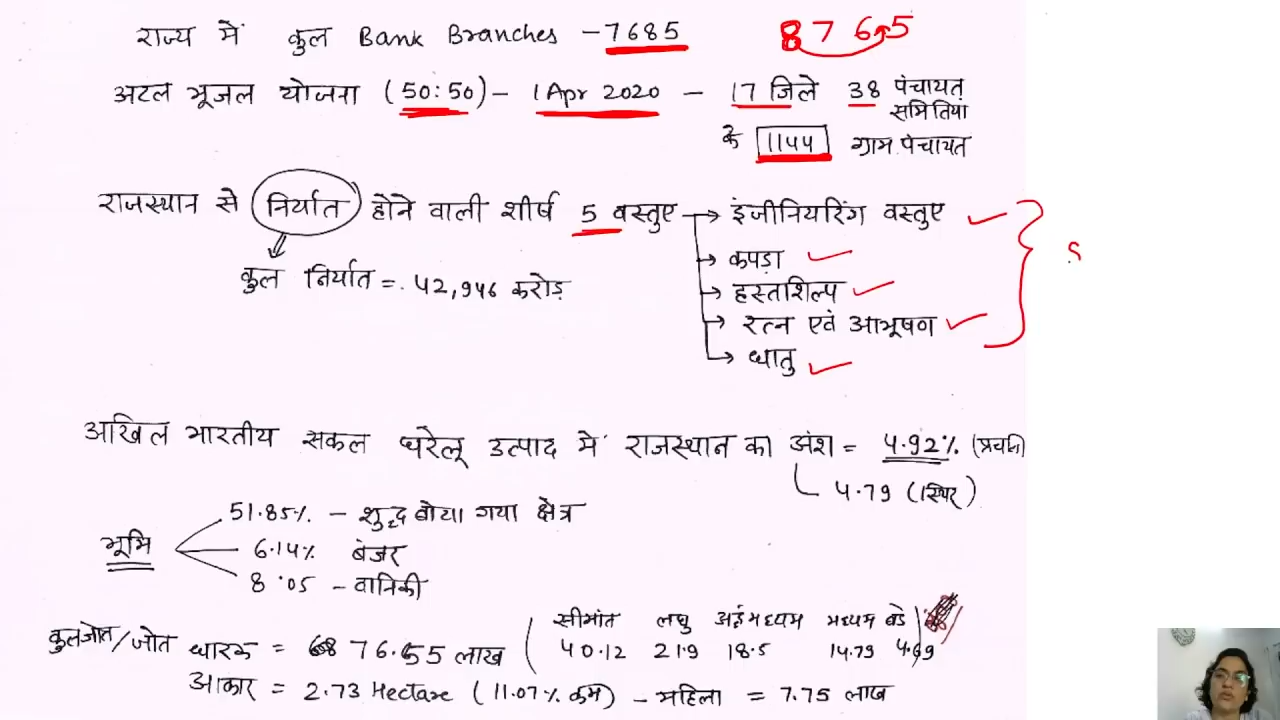 राज्य में कुल Bank Branches - 7685 8 7 6 5
अटल भूजल योजना (50:50) - 1 Apr 2020 - 17 जिले 38 पंचायत समितिया
के 1144 ग्राम पंचायत
राजस्थान से निर्यात होने वाली शीर्ष 5 वस्तुए → इंजीनियरिंग वस्तुए
→ कपड़ा
कुल निर्यात = 42,946 करोड़
→ हस्तशिल्प
→ रत्न एवं आभूषण
→ धातु
अखिल भारतीय सकल घरेलू उत्पाद में राजस्थान का अंश = 4.92%
4.79 (स्थिर)
51.85% - शुद्ध बोया गया क्षेत्र
भूमि 6.14% बंजर
8.05 - वानिकी
सीमांत लघु अर्द्धमध्यम मध्यम बडे
कुलजोत/जोत धारक = 76.55 लाख ( 40.12 21.9 18.5 14.79 4.69 )
आकार = 2.73 Hectare (11.07% कम) - महिला = 7.75 लाख